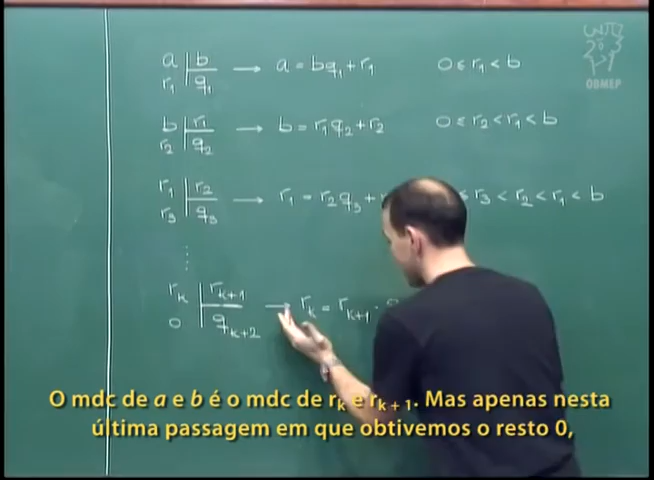 a | b → a = bq₁ + r₁ 0 ≤ r₁ < b
r₁ | q₁
b | r₁ → b = r₁q₂ + r₂ 0 ≤ r₂ < r₁ < b
r₂ | q₂
r₁ | r₂ → r₁ = r₂q₃ + r ≤ r₃ < r₂ < r₁ < b
r₃ | q₃
⋮
rₖ | rₖ₊₁ → rₖ = rₖ₊₁ ·
0 | qₖ₊₂
OBMEP
O mdc de a e b é o mdc de rₖ e rₖ₊₁. Mas apenas nesta
última passagem em que obtivemos o resto 0,